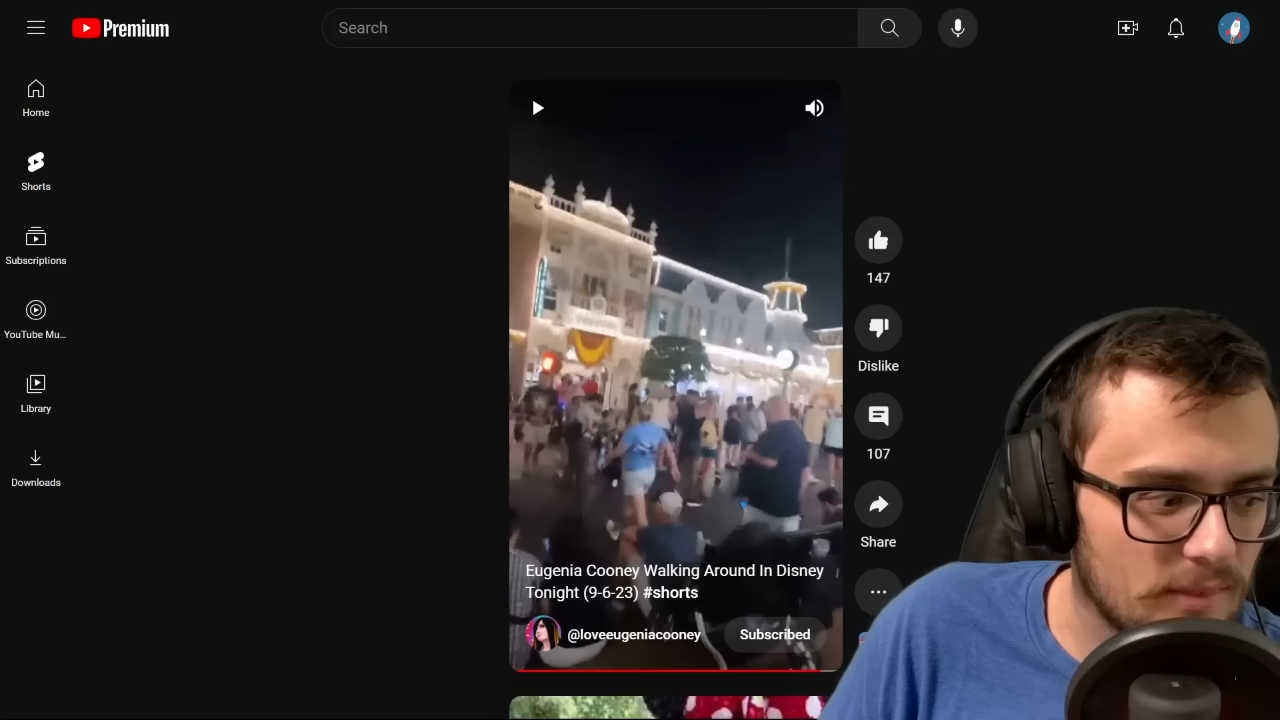 Premium
Search
Home
Shorts
Subscriptions
YouTube Mu...
Library
Downloads
147
Dislike
107
Share
Eugenia Cooney Walking Around In Disney
Tonight (9-6-23) #shorts
@loveeugeniacooney
Subscribed